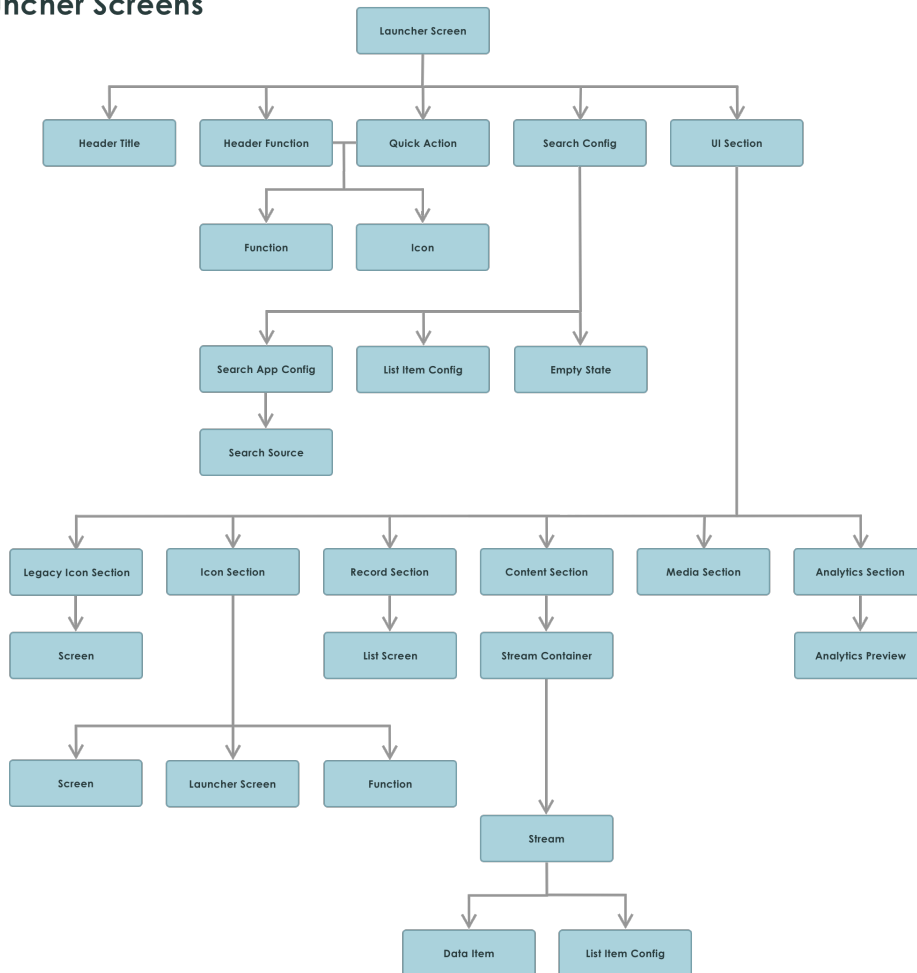 ncher Screens
Launcher Screen
Header Title
Header Function
Quick Action
Search Config
UI Section
Function
Icon
Search App Config
List Item Config
Empty State
Search Source
Legacy Icon Section
Icon Section
Record Section
Content Section
Media Section
Analytics Section
Screen
List Screen
Stream Container
Analytics Preview
Screen
Launcher Screen
Function
Stream
Data Item
List Item Config